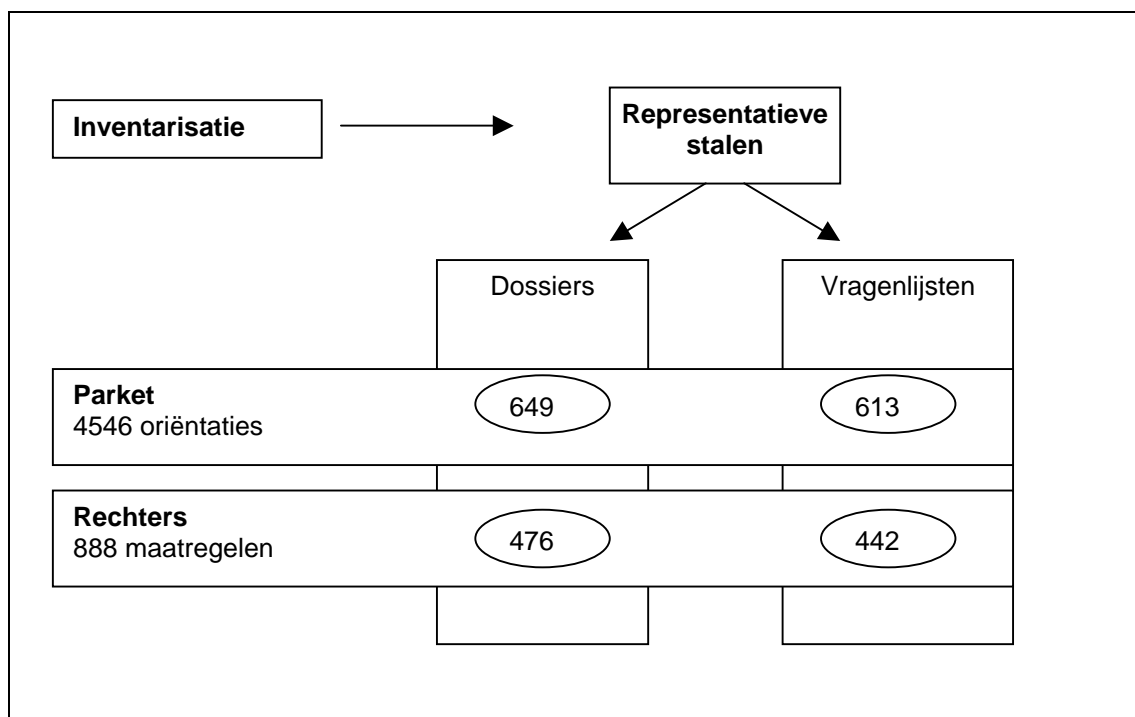 Inventarisatie
Representatieve
stalen
Dossiers
Vragenlijsten
Parket
4546 oriëntaties
649
613
Rechters
888 maatregelen
476
442